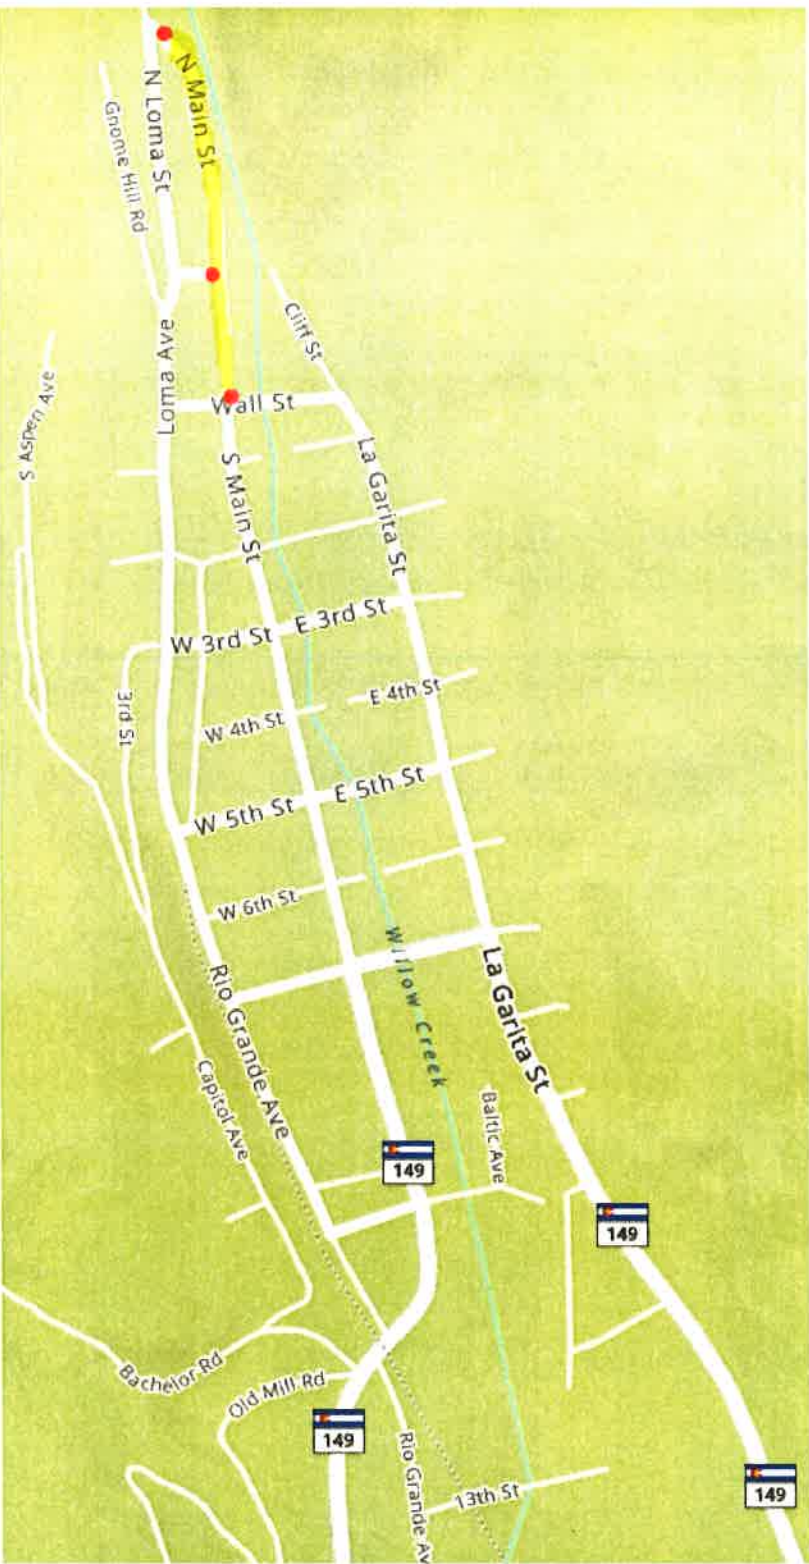 N Main St
N Loma St
Gnome Hill Rd
Cliff St
Loma Ave
S Aspen Ave
Wall St
S Main St
La Garita St
E 3rd St
W 3rd St
3rd St
E 4th St
W 4th St
E 5th St
W 5th St
W 6th St
Willow Creek
La Garita St
Rio Grande Ave
Capitol Ave
Baltic Ave
149
149
Bachelor Rd
Old Mill Rd
149
Rio Grande Av
13th St
149